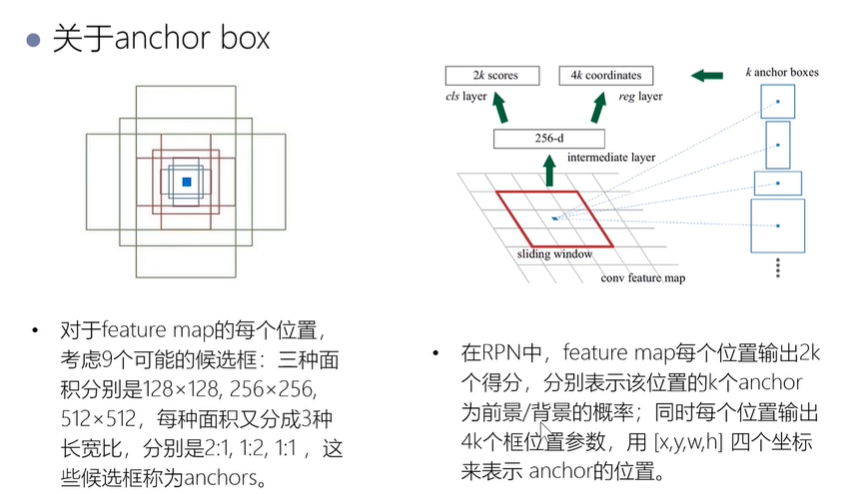 关于anchor box
2k scores
4k coordinates
k anchor boxes
cls layer
reg layer
256-d
intermediate layer
sliding window
conv feature map
• 对于feature map的每个位置，
考虑9个可能的候选框：三种面
积分别是128×128, 256×256,
512×512，每种面积又分成3种
长宽比，分别是2:1, 1:2, 1:1 ，这
些候选框称为anchors。
• 在RPN中，feature map每个位置输出2k
个得分，分别表示该位置的k个anchor
为前景/背景的概率；同时每个位置输出
4k个框位置参数，用 [x,y,w,h] 四个坐标
来表示 anchor的位置。